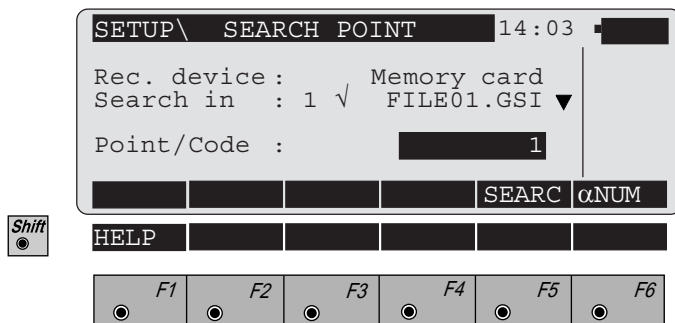 SETUP\ SEARCH POINT 14:03
Rec. device : Memory card
Search in : 1 √ FILE01.GSI ▼
Point/Code : 1
SEARC αNUM
Shift
HELP
F1 F2 F3 F4 F5 F6